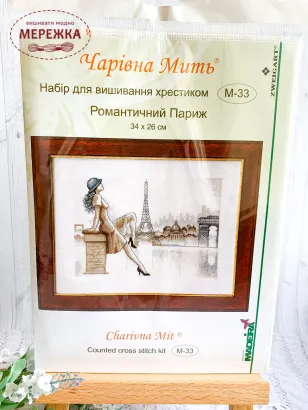 вишивати модно
МЕРЕЖКА
Чарівна Мить®
Набір для вишивання хрестиком M-33
Романтичний Париж
34 x 26 см
ZWEIGART
Charivna Mit®
Counted cross stitch kit M-33
MADEIRA